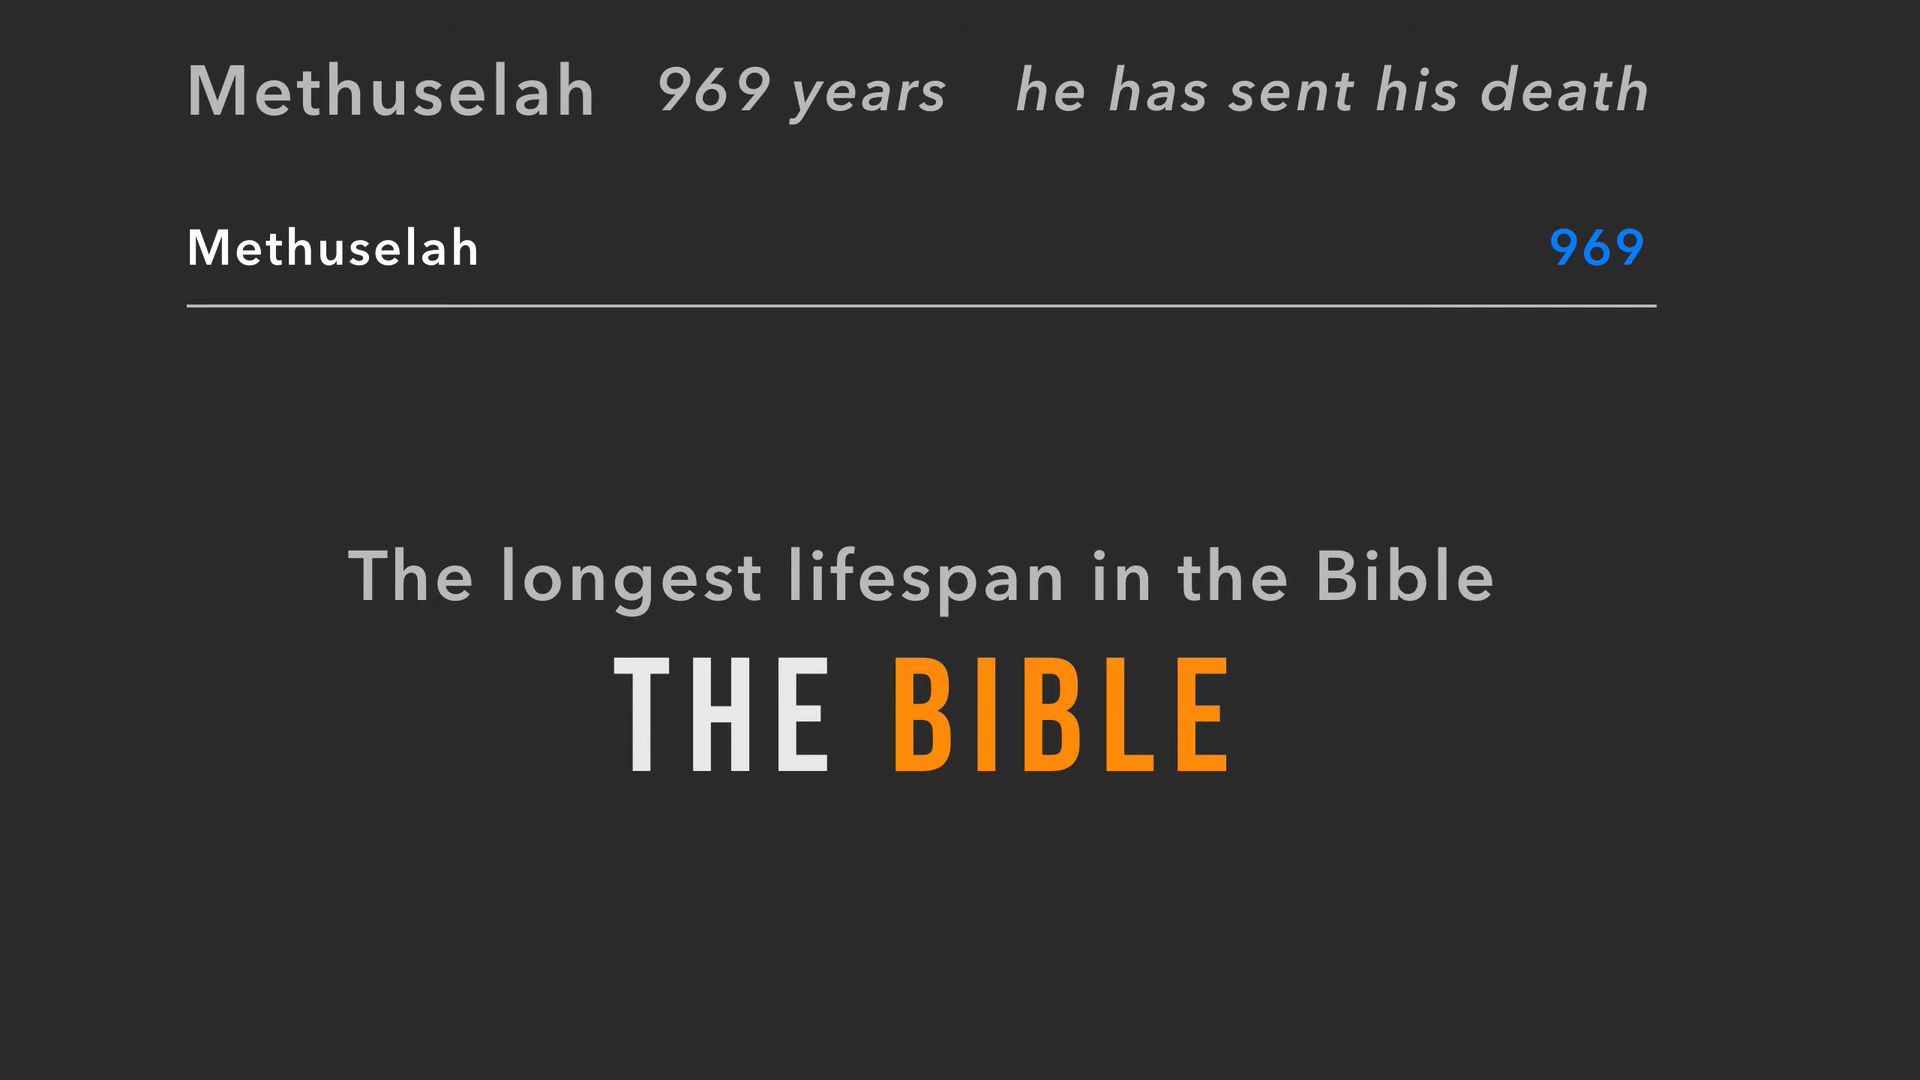 Methuselah 969 years he has sent his death
Methuselah 969
The longest lifespan in the Bible
THE BIBLE